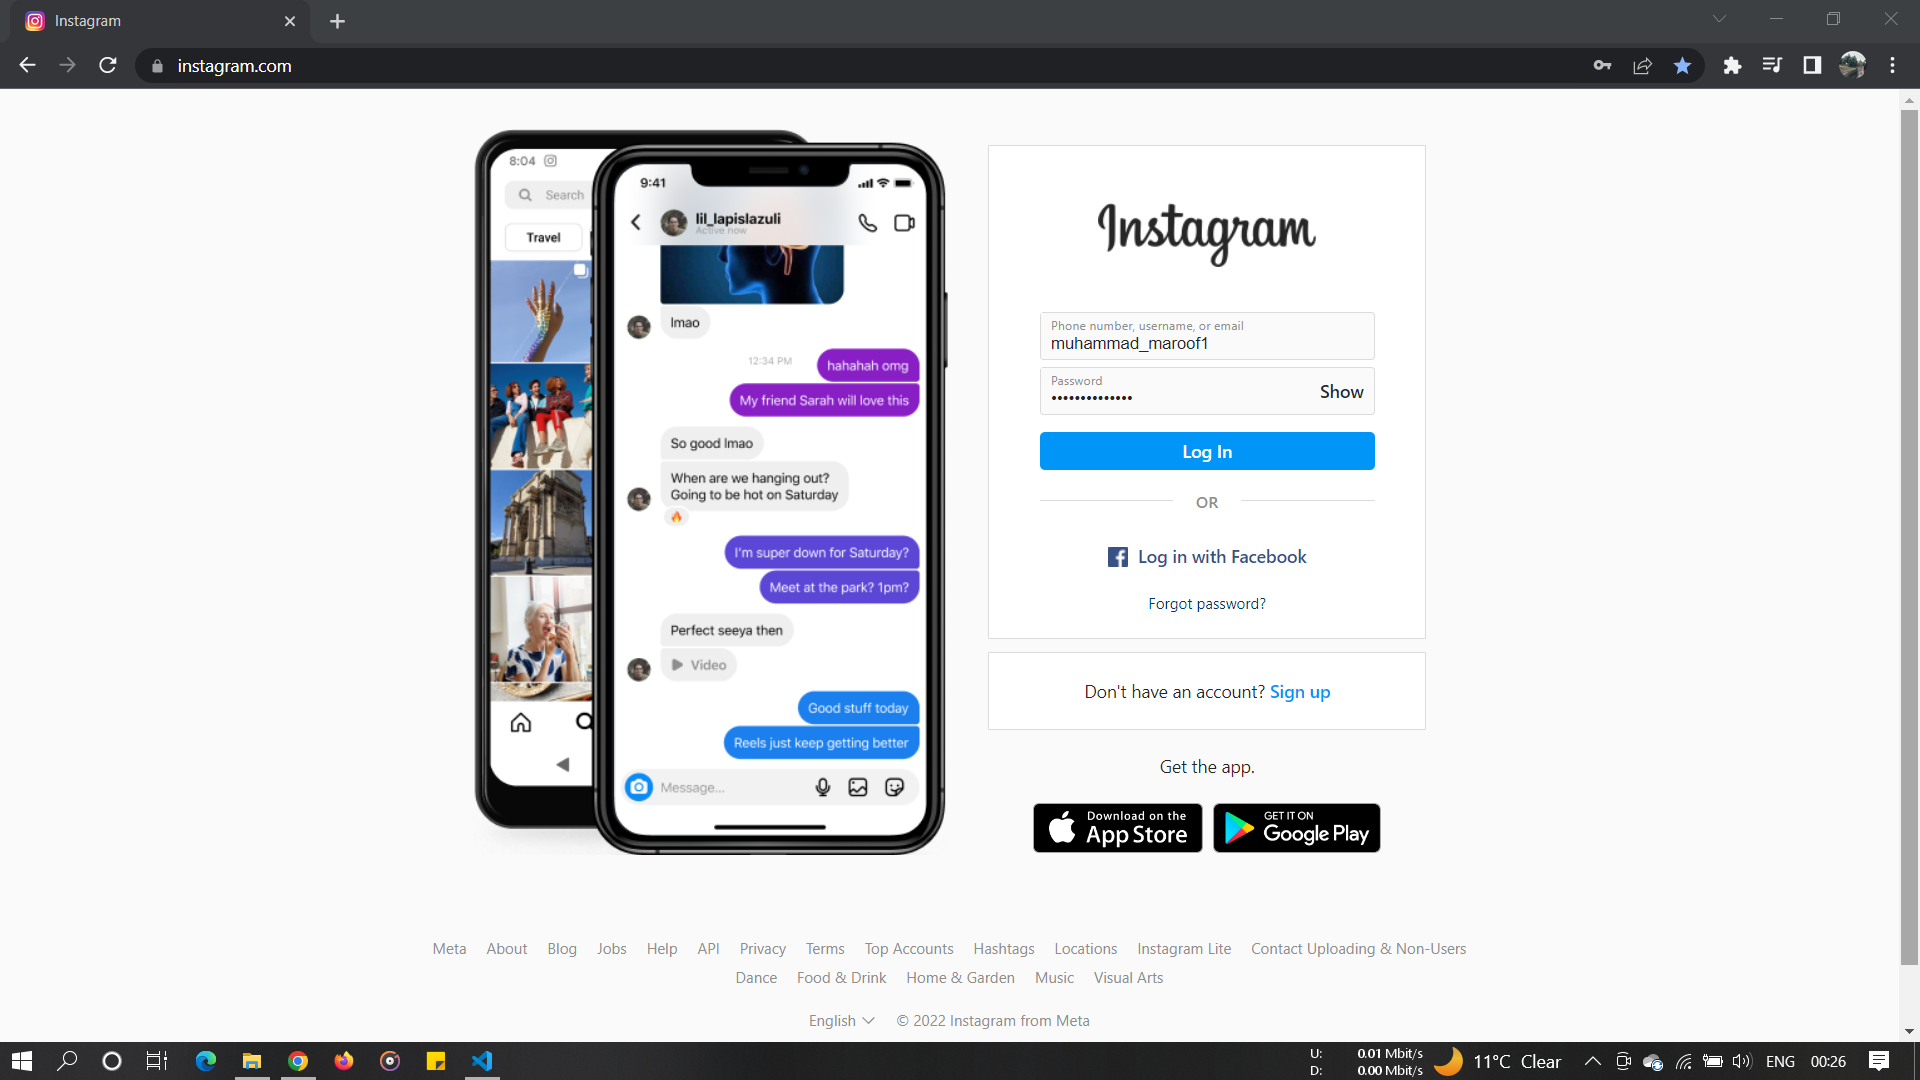 Instagram
instagram.com
8:04
Search
Travel
9:41
lil_lapislazuli
Active now
lmao
12:34 PM
hahahah omg
My friend Sarah will love this
So good lmao
When are we hanging out?
Going to be hot on Saturday
I'm super down for Saturday?
Meet at the park? 1pm?
Perfect seeya then
Video
Good stuff today
Reels just keep getting better
Message...
Instagram
Phone number, username, or email
muhammad_maroof1
Password
••••••••••••••
Show
Log In
OR
Log in with Facebook
Forgot password?
Don't have an account? Sign up
Get the app.
Download on the
App Store
GET IT ON
Google Play
Meta About Blog Jobs Help API Privacy Terms Top Accounts Hashtags Locations Instagram Lite Contact Uploading & Non-Users
Dance Food & Drink Home & Garden Music Visual Arts
English © 2022 Instagram from Meta
U: 0.01 Mbit/s
D: 0.00 Mbit/s
11°C Clear
ENG
00:26